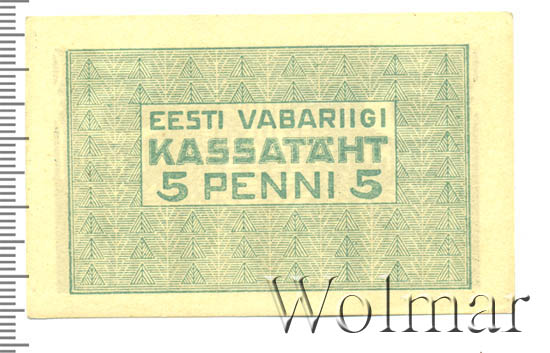 EESTI VABARIIGI
KASSATÄHT
5 PENNI 5
Wolmar